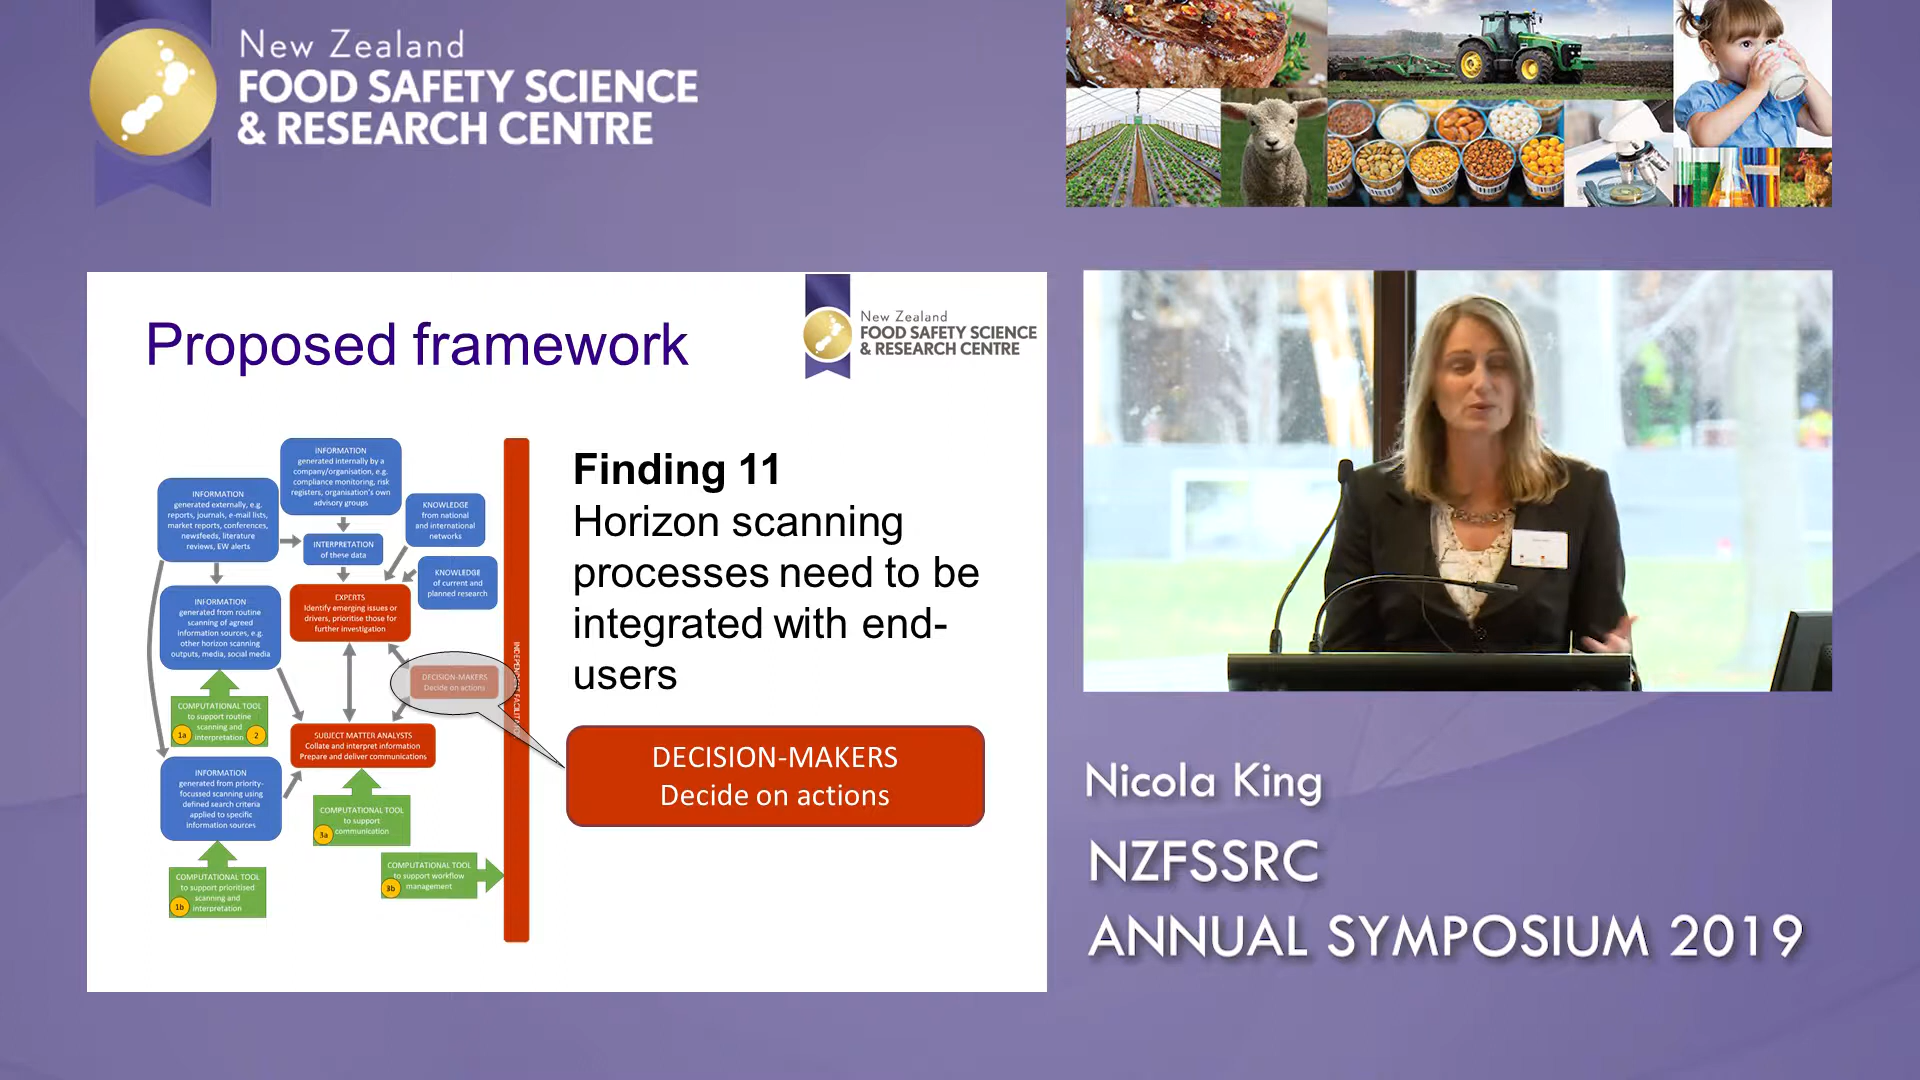 New Zealand
FOOD SAFETY SCIENCE
& RESEARCH CENTRE
Proposed framework
New Zealand
FOOD SAFETY SCIENCE
& RESEARCH CENTRE
INFORMATION
generated internally by a
company/organisation, e.g.
compliance monitoring, risk
registers, organisation's own
advisory groups
INFORMATION
generated externally, e.g.
reports, journals, e-mail lists,
market reports, conferences,
newsfeeds, literature
reviews, EW alerts
KNOWLEDGE
from national
and international
networks
INTERPRETATION
of these data
KNOWLEDGE
of current and
planned research
EXPERTS
Identify emerging issues or
drivers, prioritise those for
further investigation
INFORMATION
generated from routine
scanning of agreed
information sources, e.g.
other horizon scanning
outputs, media, social media
DECISION-MAKERS
Decide on actions
COMPUTATIONAL TOOL
to support routine
scanning and
interpretation
1a
2
SUBJECT MATTER ANALYSTS
Collate and interpret information
Prepare and deliver communications
INFORMATION
generated from priority-
focussed scanning using
defined search criteria
applied to specific
information sources
COMPUTATIONAL TOOL
to support
communication
3a
COMPUTATIONAL TOOL
to support workflow
management
3b
COMPUTATIONAL TOOL
to support prioritised
scanning and
interpretation
1b
Finding 11
Horizon scanning
processes need to be
integrated with end-
users
DECISION-MAKERS
Decide on actions
Nicola King
NZFSSRC
ANNUAL SYMPOSIUM 2019